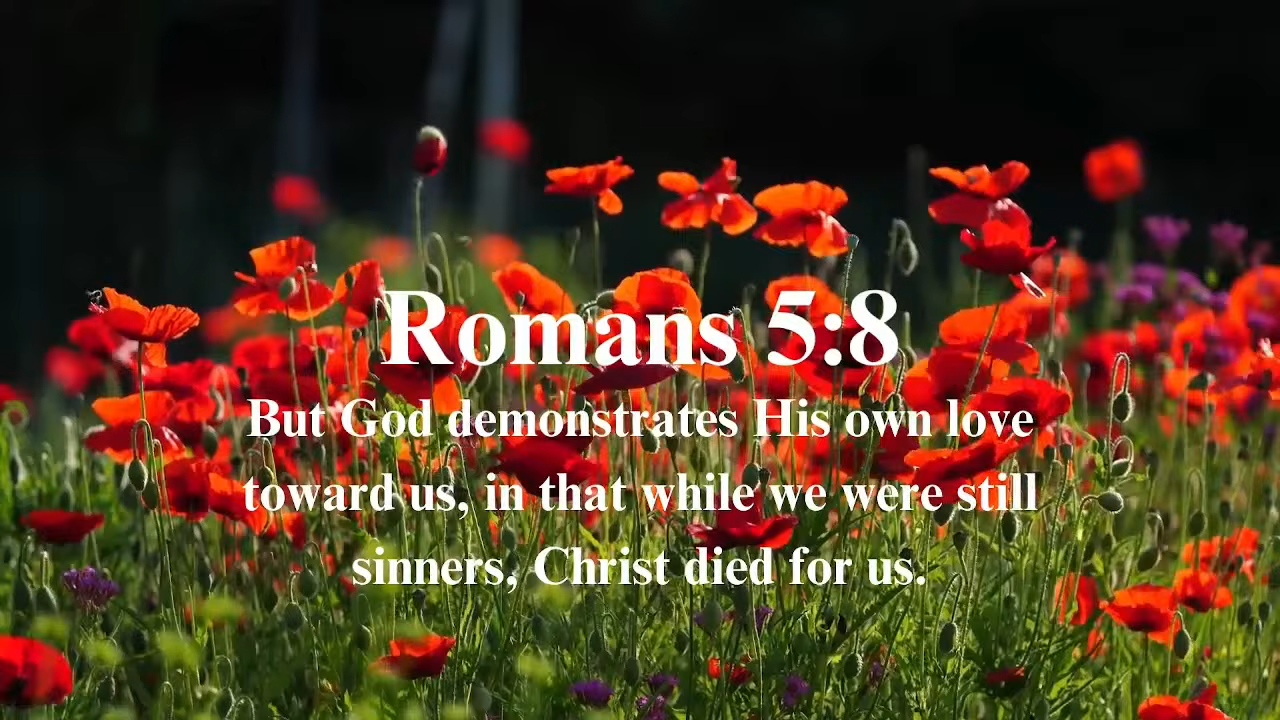 Romans 5:8
But God demonstrates His own love
toward us, in that while we were still
sinners, Christ died for us.